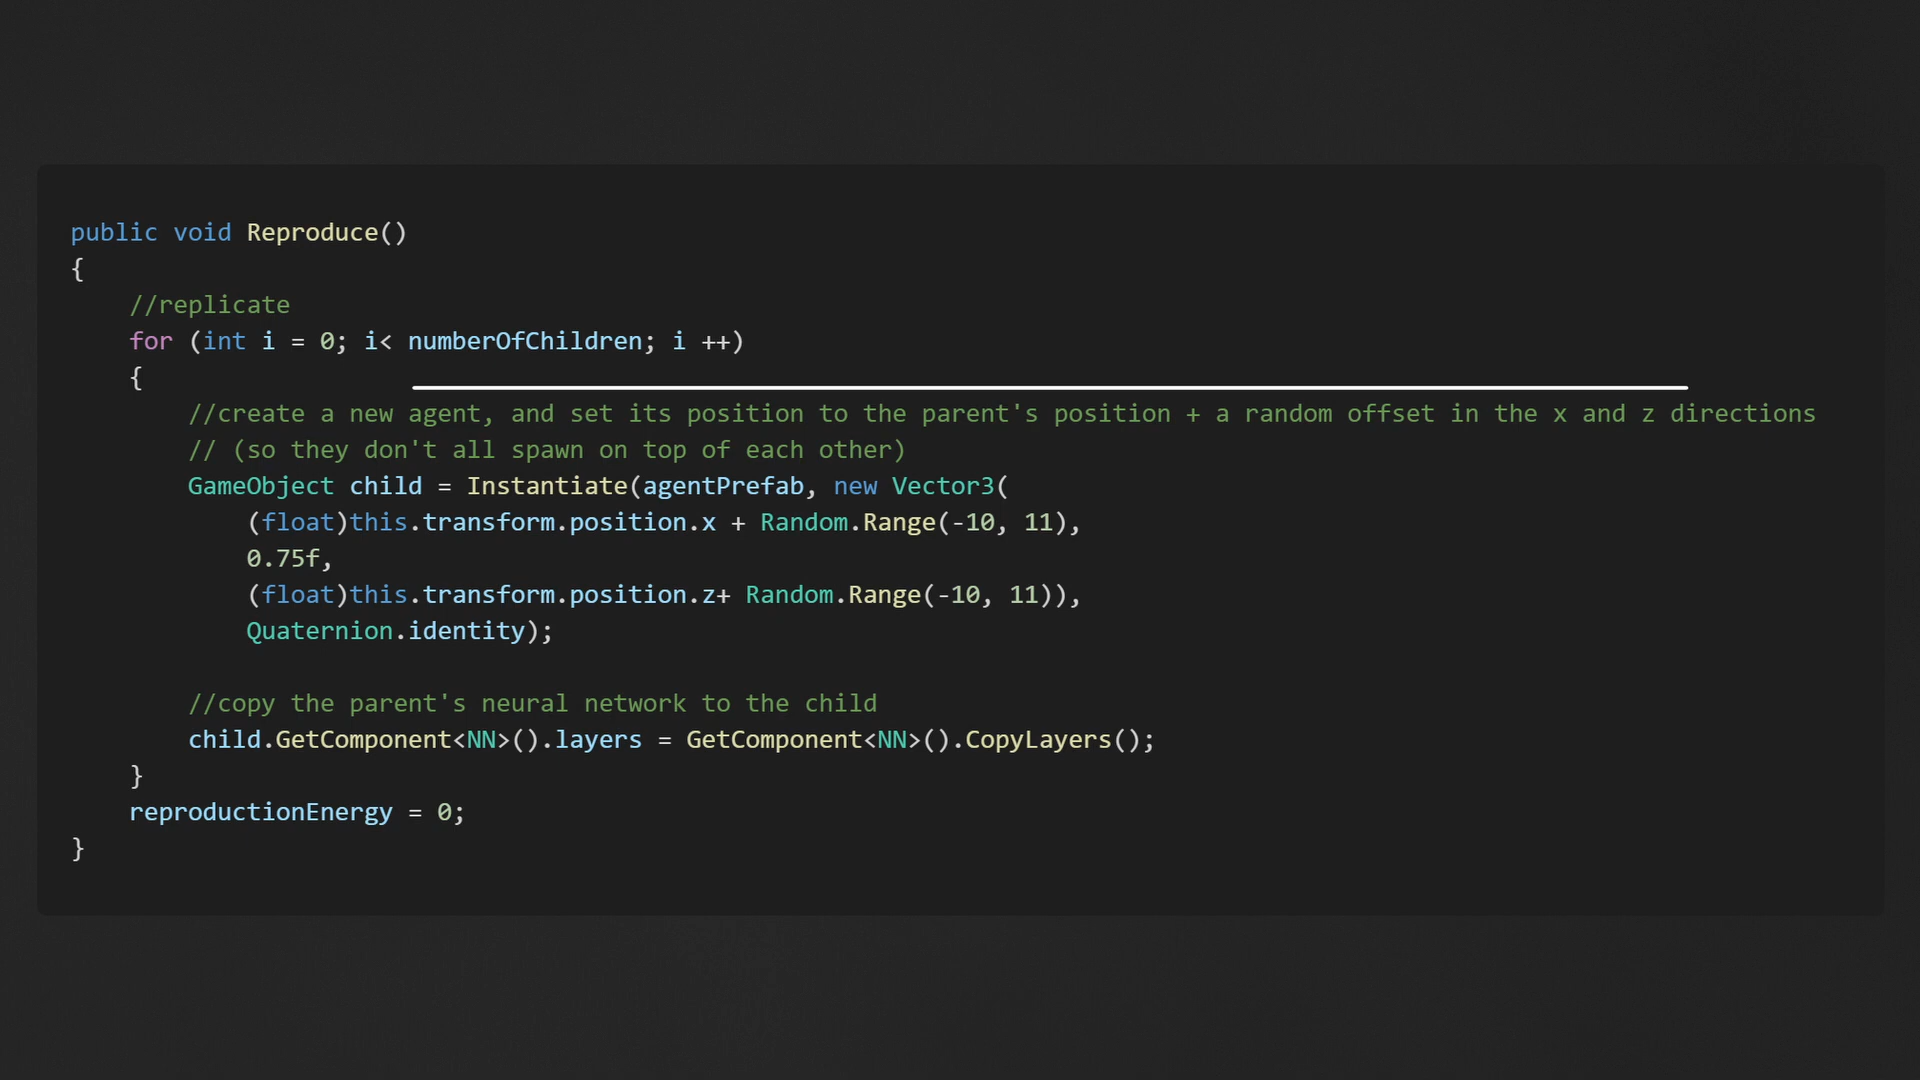 public void Reproduce()
{
    //replicate
    for (int i = 0; i< numberOfChildren; i ++)
    {
        //create a new agent, and set its position to the parent's position + a random offset in the x and z directions
        // (so they don't all spawn on top of each other)
        GameObject child = Instantiate(agentPrefab, new Vector3(
            (float)this.transform.position.x + Random.Range(-10, 11),
            0.75f,
            (float)this.transform.position.z+ Random.Range(-10, 11)),
            Quaternion.identity);

        //copy the parent's neural network to the child
        child.GetComponent<NN>().layers = GetComponent<NN>().CopyLayers();
    }
    reproductionEnergy = 0;
}